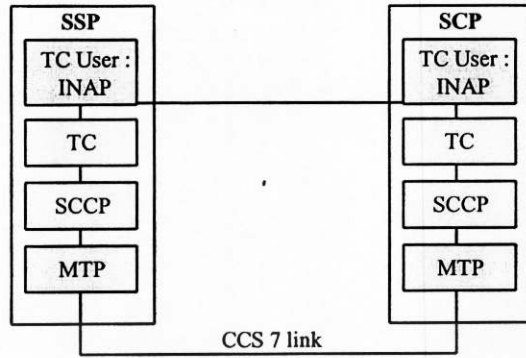 SSP
TC User :
INAP
TC
SCCP
MTP
SCP
TC User :
INAP
TC
SCCP
MTP
CCS 7 link